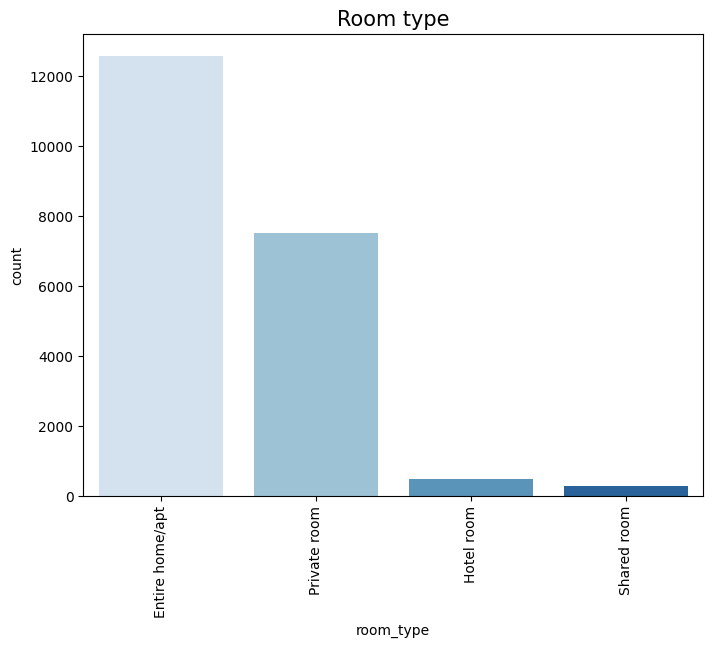 Room type
12000
10000
8000
6000
4000
2000
0
count
Entire home/apt
Private room
Hotel room
Shared room
room_type